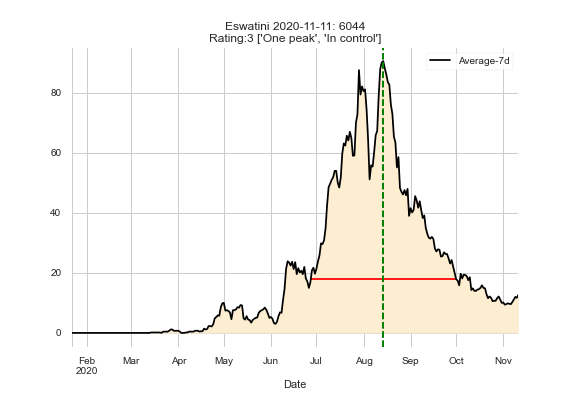 Eswatini 2020-11-11: 6044
Rating:3 ['One peak', 'In control']
Average-7d
80
60
40
20
0
Feb Mar Apr May Jun Jul Aug Sep Oct Nov
2020
Date